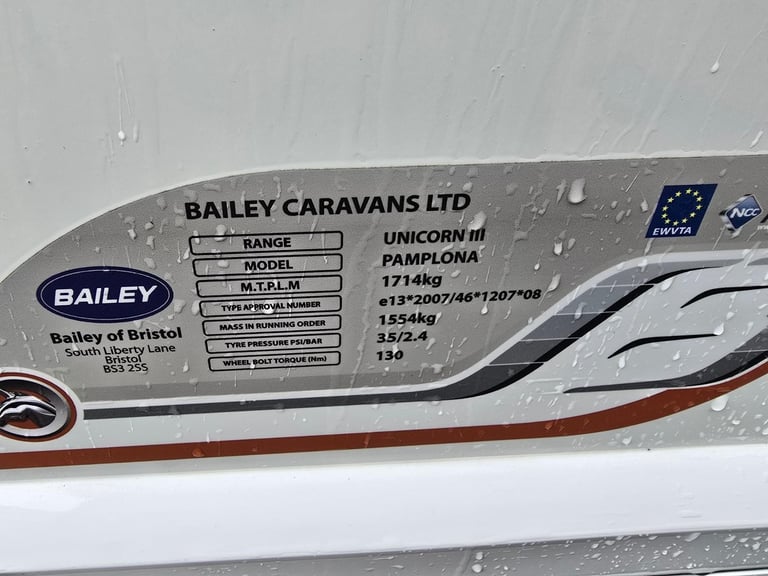 BAILEY CARAVANS LTD
RANGE UNICORN III
MODEL PAMPLONA
M.T.P.L.M 1714kg
TYPE APPROVAL NUMBER e13*2007/46*1207*08
MASS IN RUNNING ORDER 1554kg
TYRE PRESSURE PSI/BAR 35/2.4
WHEEL BOLT TORQUE (Nm) 130
BAILEY
Bailey of Bristol
South Liberty Lane
Bristol
BS3 2SS
EWVTA
NCC